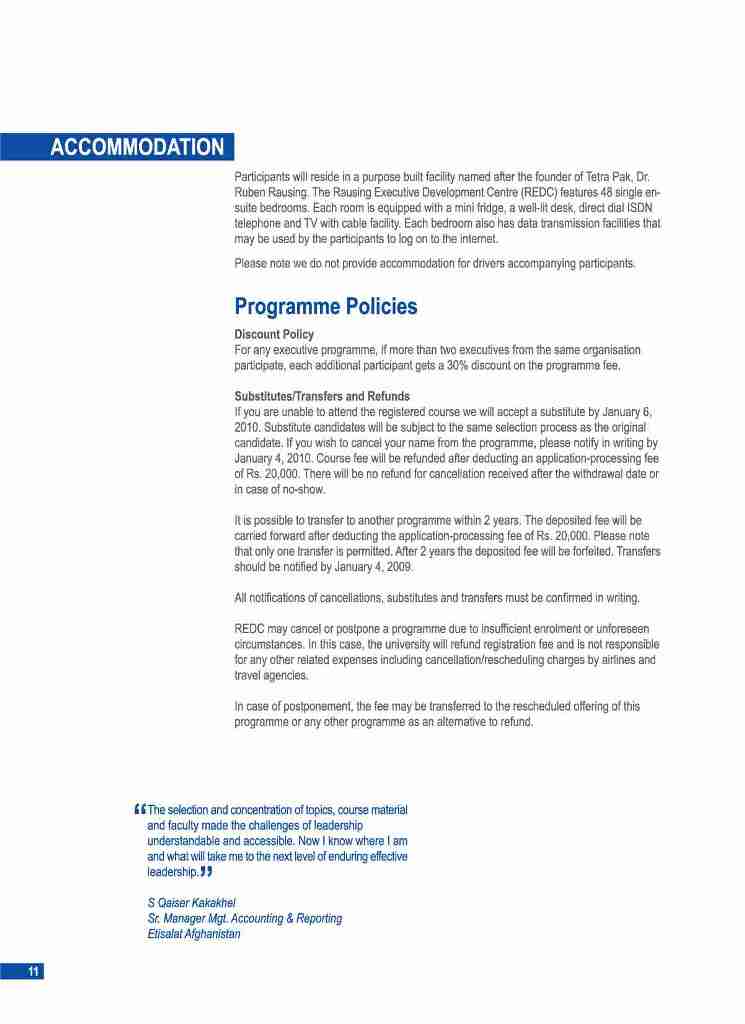 ACCOMMODATION
Participants will reside in a purpose built facility named after the founder of Tetra Pak, Dr.
Ruben Rausing. The Rausing Executive Development Centre (REDC) features 48 single en-
suite bedrooms. Each room is equipped with a mini fridge, a well-lit desk, direct dial ISDN
telephone and TV with cable facility. Each bedroom also has data transmission facilities that
may be used by the participants to log on to the internet.
Please note we do not provide accommodation for drivers accompanying participants.
Programme Policies
Discount Policy
For any executive programme, if more than two executives from the same organisation
participate, each additional participant gets a 30% discount on the programme fee.
Substitutes/Transfers and Refunds
If you are unable to attend the registered course we will accept a substitute by January 6,
2010. Substitute candidates will be subject to the same selection process as the original
candidate. If you wish to cancel your name from the programme, please notify in writing by
January 4, 2010. Course fee will be refunded after deducting an application-processing fee
of Rs. 20,000. There will be no refund for cancellation received after the withdrawal date or
in case of no-show.
It is possible to transfer to another programme within 2 years. The deposited fee will be
carried forward after deducting the application-processing fee of Rs. 20,000. Please note
that only one transfer is permitted. After 2 years the deposited fee will be forfeited. Transfers
should be notified by January 4, 2009.
All notifications of cancellations, substitutes and transfers must be confirmed in writing.
REDC may cancel or postpone a programme due to insufficient enrolment or unforeseen
circumstances. In this case, the university will refund registration fee and is not responsible
for any other related expenses including cancellation/rescheduling charges by airlines and
travel agencies.
In case of postponement, the fee may be transferred to the rescheduled offering of this
programme or any other programme as an alternative to refund.
“The selection and concentration of topics, course material
and faculty made the challenges of leadership
understandable and accessible. Now I know where I am
and what will take me to the next level of enduring effective
leadership.”
S Qaiser Kakakhel
Sr. Manager Mgt. Accounting & Reporting
Etisalat Afghanistan
11